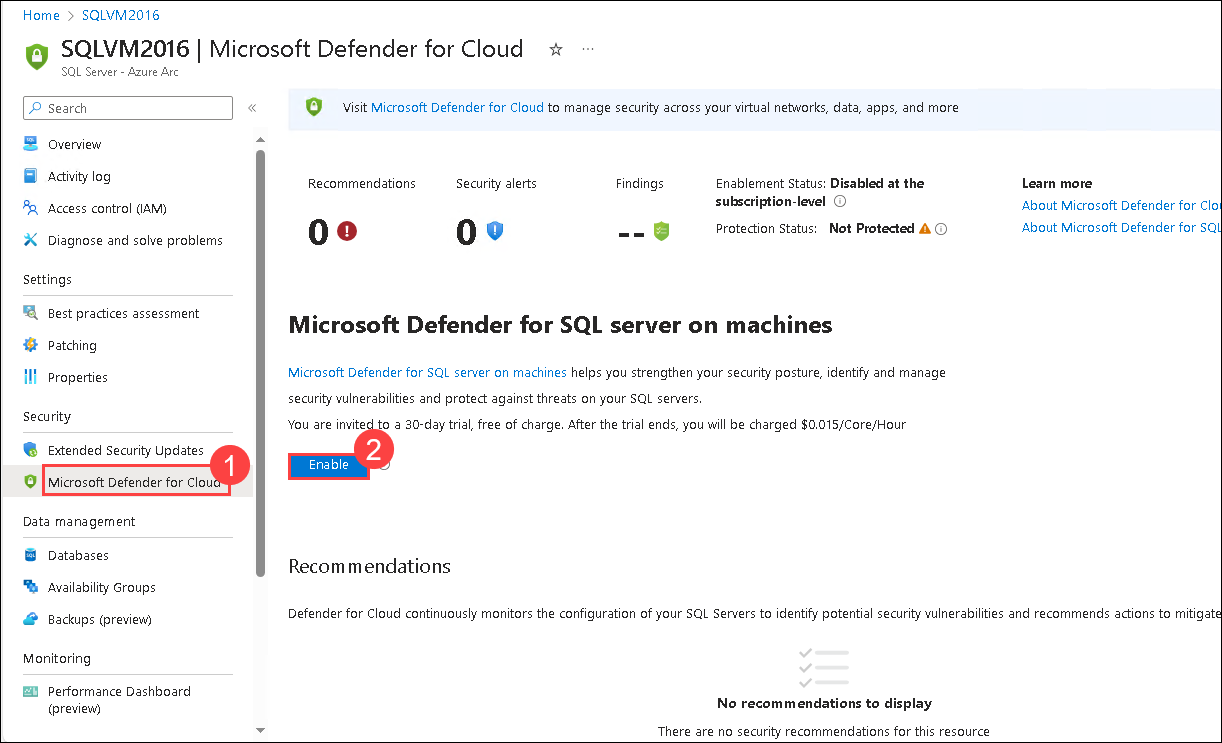 Home > SQLVM2016
SQLVM2016 | Microsoft Defender for Cloud
SQL Server - Azure Arc
Search
Overview
Activity log
Access control (IAM)
Diagnose and solve problems
Settings
Best practices assessment
Patching
Properties
Security
Extended Security Updates
Microsoft Defender for Cloud
1
Data management
Databases
Availability Groups
Backups (preview)
Monitoring
Performance Dashboard
(preview)
Visit Microsoft Defender for Cloud to manage security across your virtual networks, data, apps, and more
Recommendations
0
Security alerts
0
Findings
--
Enablement Status: Disabled at the
subscription-level
Protection Status: Not Protected
Learn more
About Microsoft Defender for Clou
About Microsoft Defender for SQL
Microsoft Defender for SQL server on machines
Microsoft Defender for SQL server on machines helps you strengthen your security posture, identify and manage
security vulnerabilities and protect against threats on your SQL servers.
You are invited to a 30-day trial, free of charge. After the trial ends, you will be charged $0.015/Core/Hour
Enable
2
Recommendations
Defender for Cloud continuously monitors the configuration of your SQL Servers to identify potential security vulnerabilities and recommends actions to mitigate
No recommendations to display
There are no security recommendations for this resource